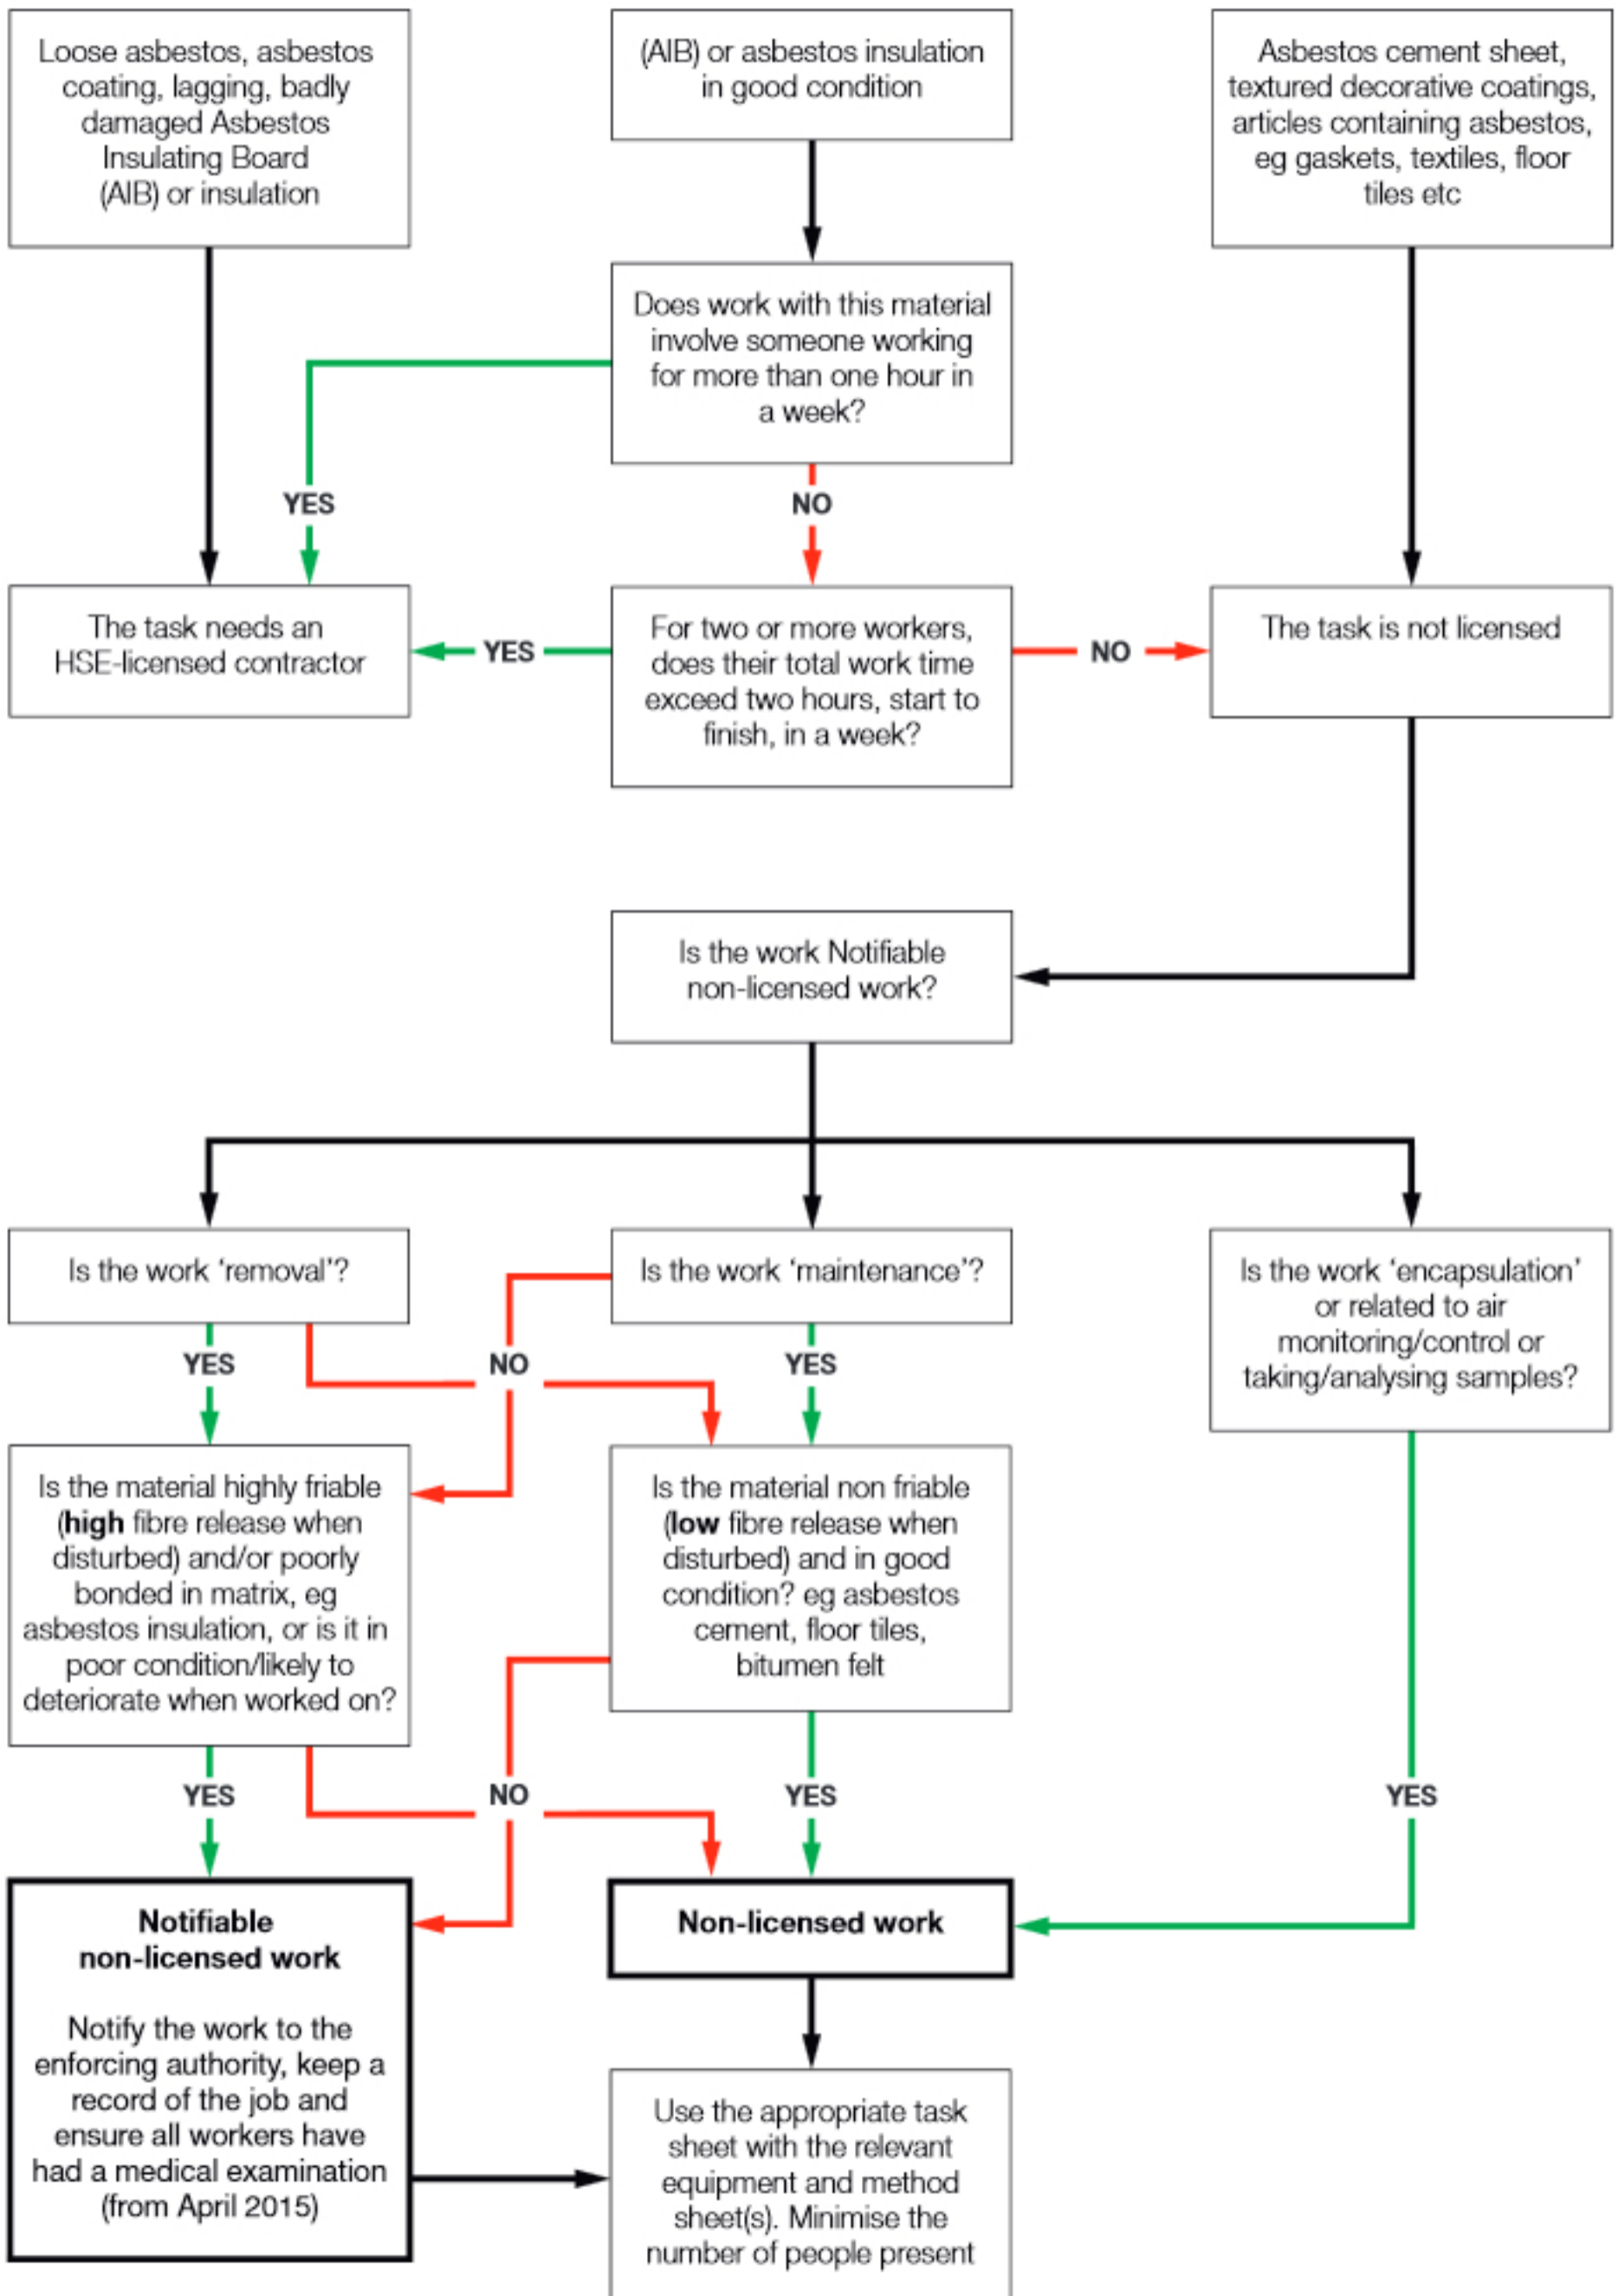 Loose asbestos, asbestos
coating, lagging, badly
damaged Asbestos
Insulating Board
(AIB) or insulation
(AIB) or asbestos insulation
in good condition
Asbestos cement sheet,
textured decorative coatings,
articles containing asbestos,
eg gaskets, textiles, floor
tiles etc
Does work with this material
involve someone working
for more than one hour in
a week?
YES
NO
The task needs an
HSE-licensed contractor
YES
For two or more workers,
does their total work time
exceed two hours, start to
finish, in a week?
NO
The task is not licensed
Is the work Notifiable
non-licensed work?
Is the work ‘removal’?
Is the work ‘maintenance’?
Is the work ‘encapsulation’
or related to air
monitoring/control or
taking/analysing samples?
YES
NO
YES
Is the material highly friable
(high fibre release when
disturbed) and/or poorly
bonded in matrix, eg
asbestos insulation, or is it in
poor condition/likely to
deteriorate when worked on?
Is the material non friable
(low fibre release when
disturbed) and in good
condition? eg asbestos
cement, floor tiles,
bitumen felt
YES
NO
YES
YES
Notifiable
non-licensed work
Notify the work to the
enforcing authority, keep a
record of the job and
ensure all workers have
had a medical examination
(from April 2015)
Non-licensed work
Use the appropriate task
sheet with the relevant
equipment and method
sheet(s). Minimise the
number of people present